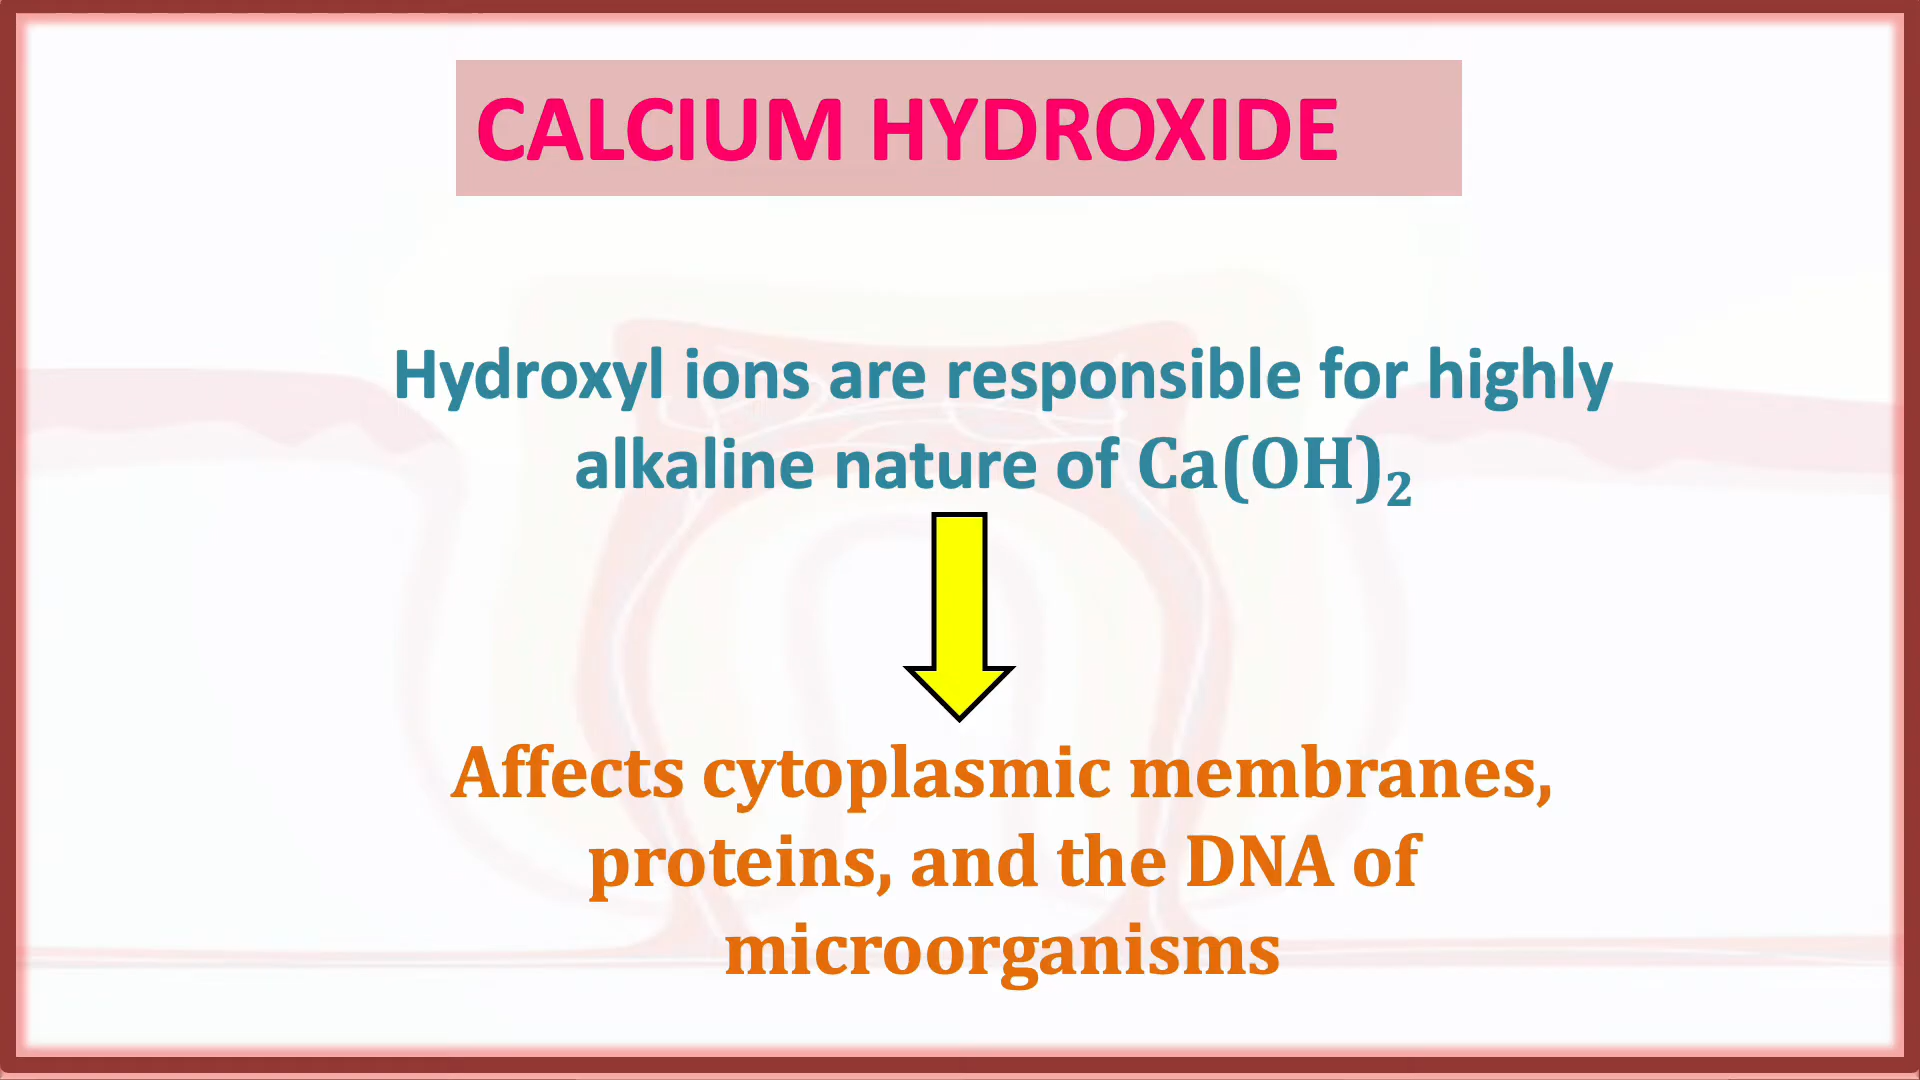 CALCIUM HYDROXIDE
Hydroxyl ions are responsible for highly
alkaline nature of Ca(OH)₂
Affects cytoplasmic membranes,
proteins, and the DNA of
microorganisms